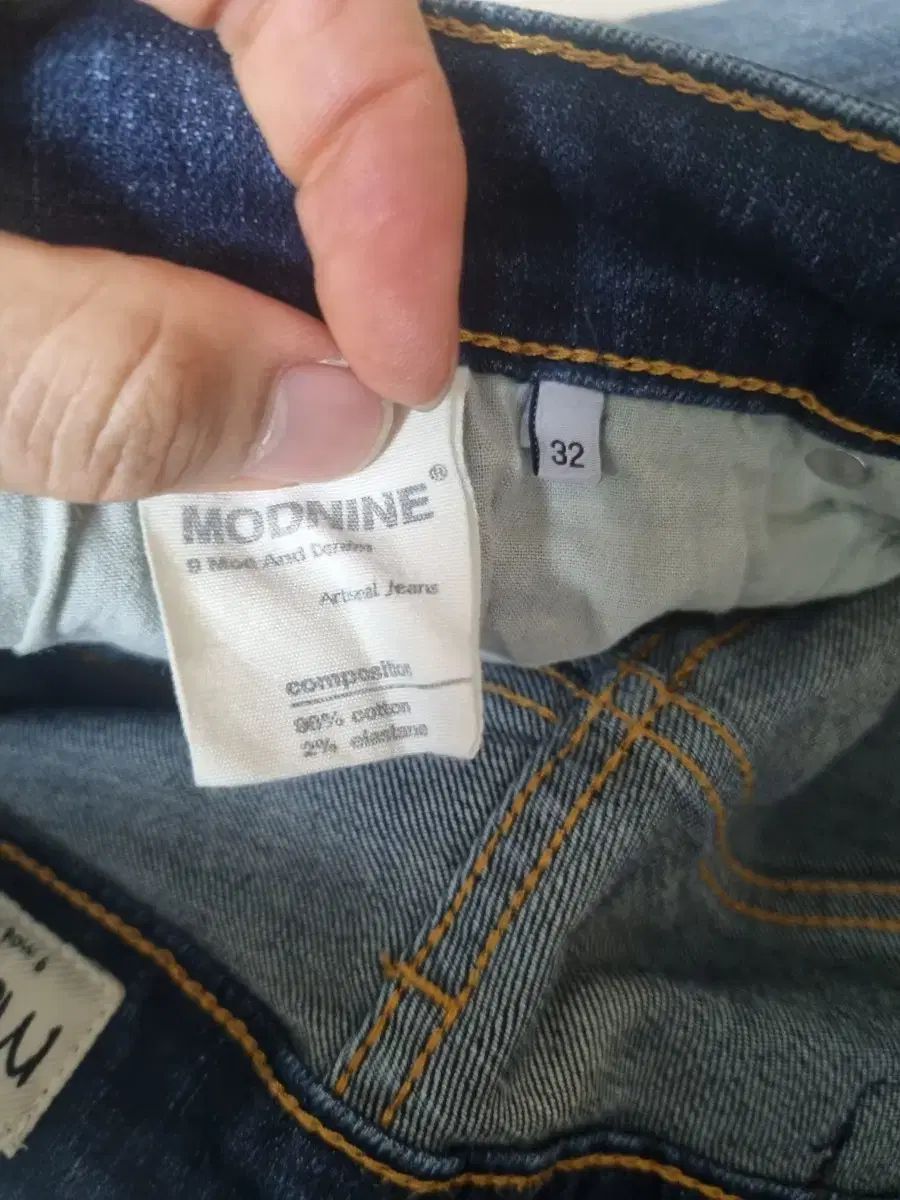 32
MODNINE®
9 Mod And Denim
Artisanal Jeans
composition
98% cotton
2% elastane